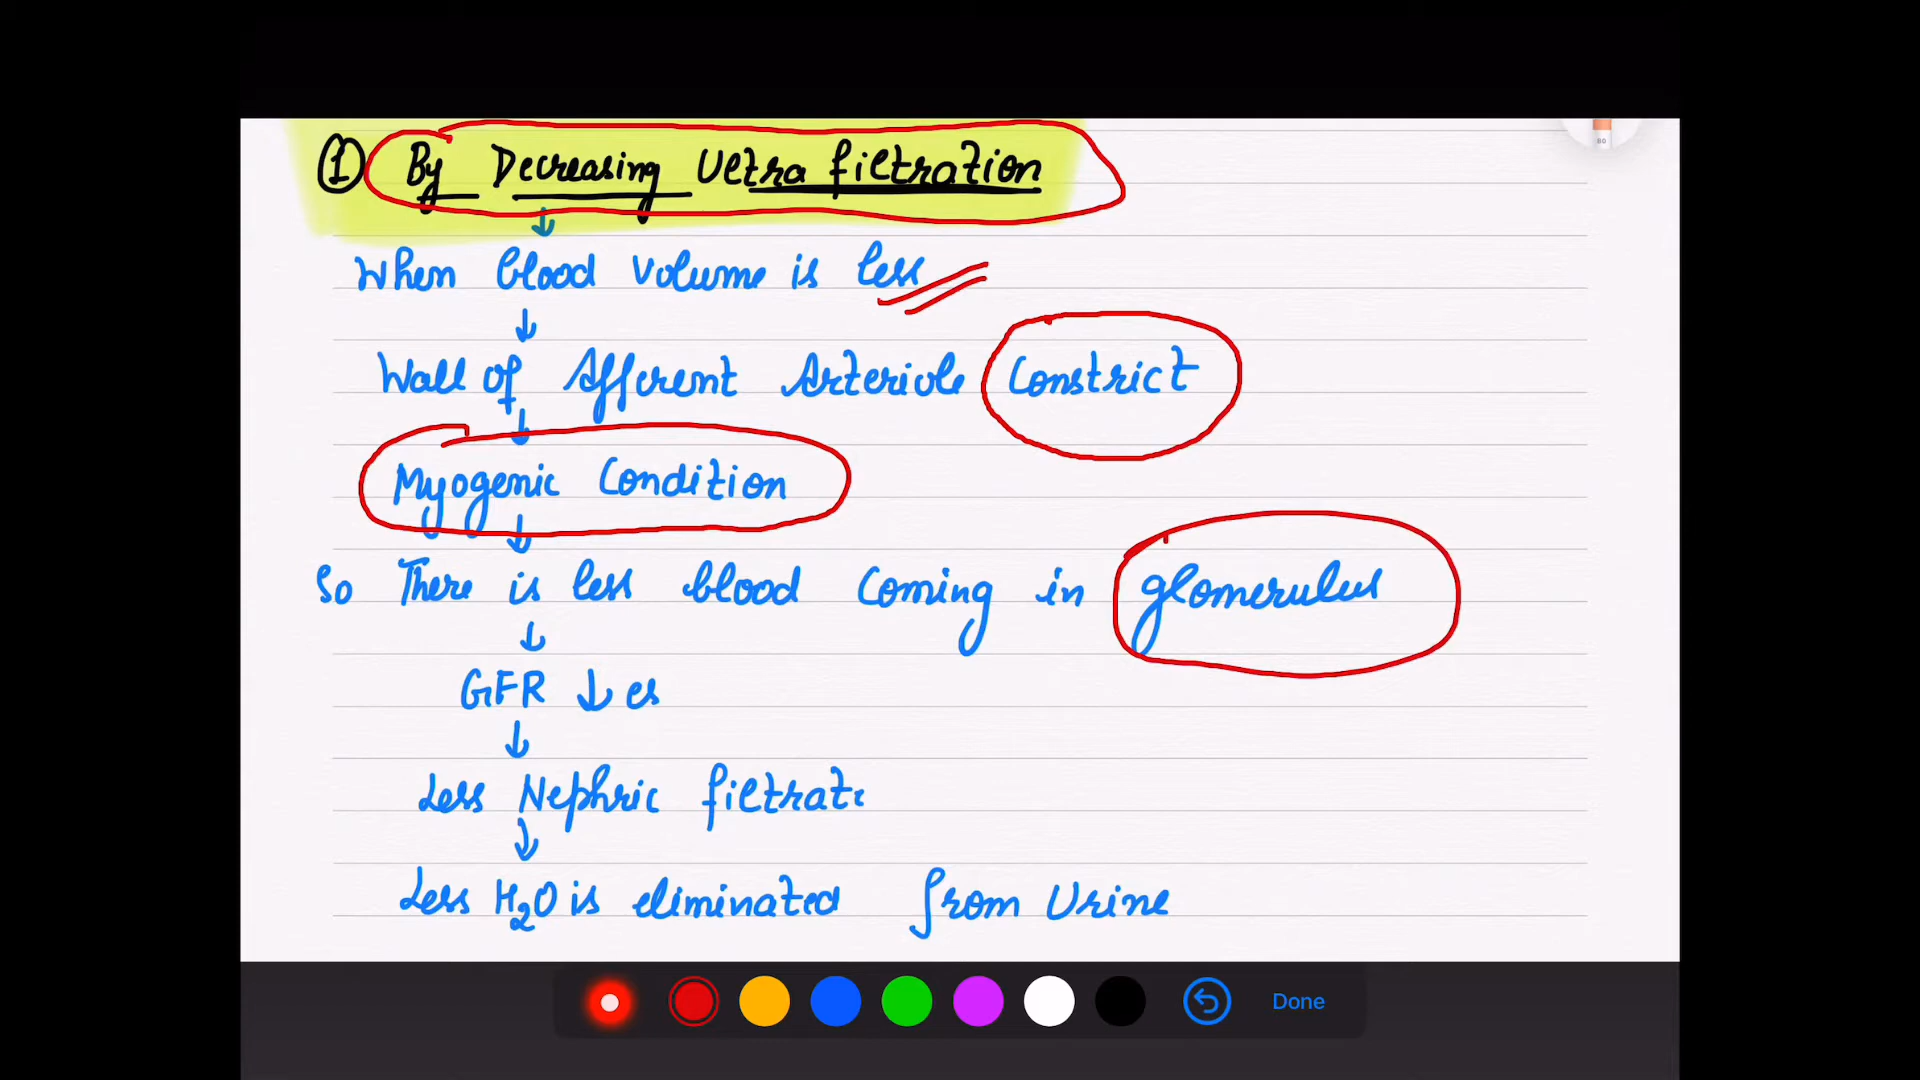 ① By Decreasing Ultra filtration
↓
When blood volume is less
↓
Wall of Afferent Arteriole Constrict
↓
Myogenic Condition
↓
So There is less blood Coming in glomerulus
↓
GFR ↓es
↓
Less Nephric filtrate
↓
Less H₂O is eliminated from Urine
80
Done